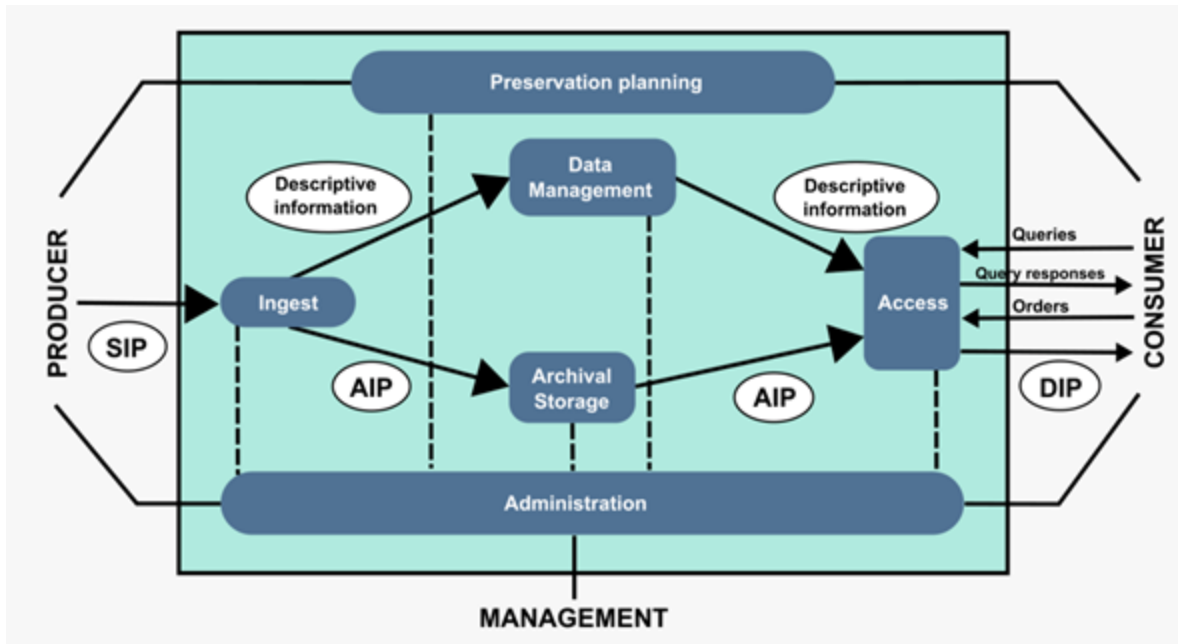 Preservation planning
Descriptive
information
Data
Management
Descriptive
information
PRODUCER
SIP
Ingest
AIP
Archival
Storage
AIP
Access
Queries
Query responses
Orders
DIP
CONSUMER
Administration
MANAGEMENT